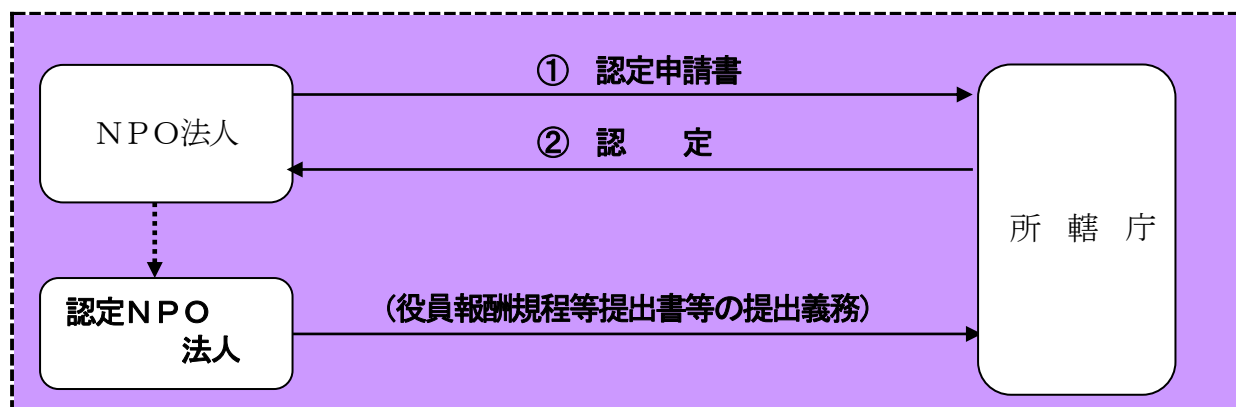 ① 認定申請書
ＮＰＯ法人
② 認　　定
所　轄　庁
認定ＮＰＯ
法人
（役員報酬規程等提出書等の提出義務）